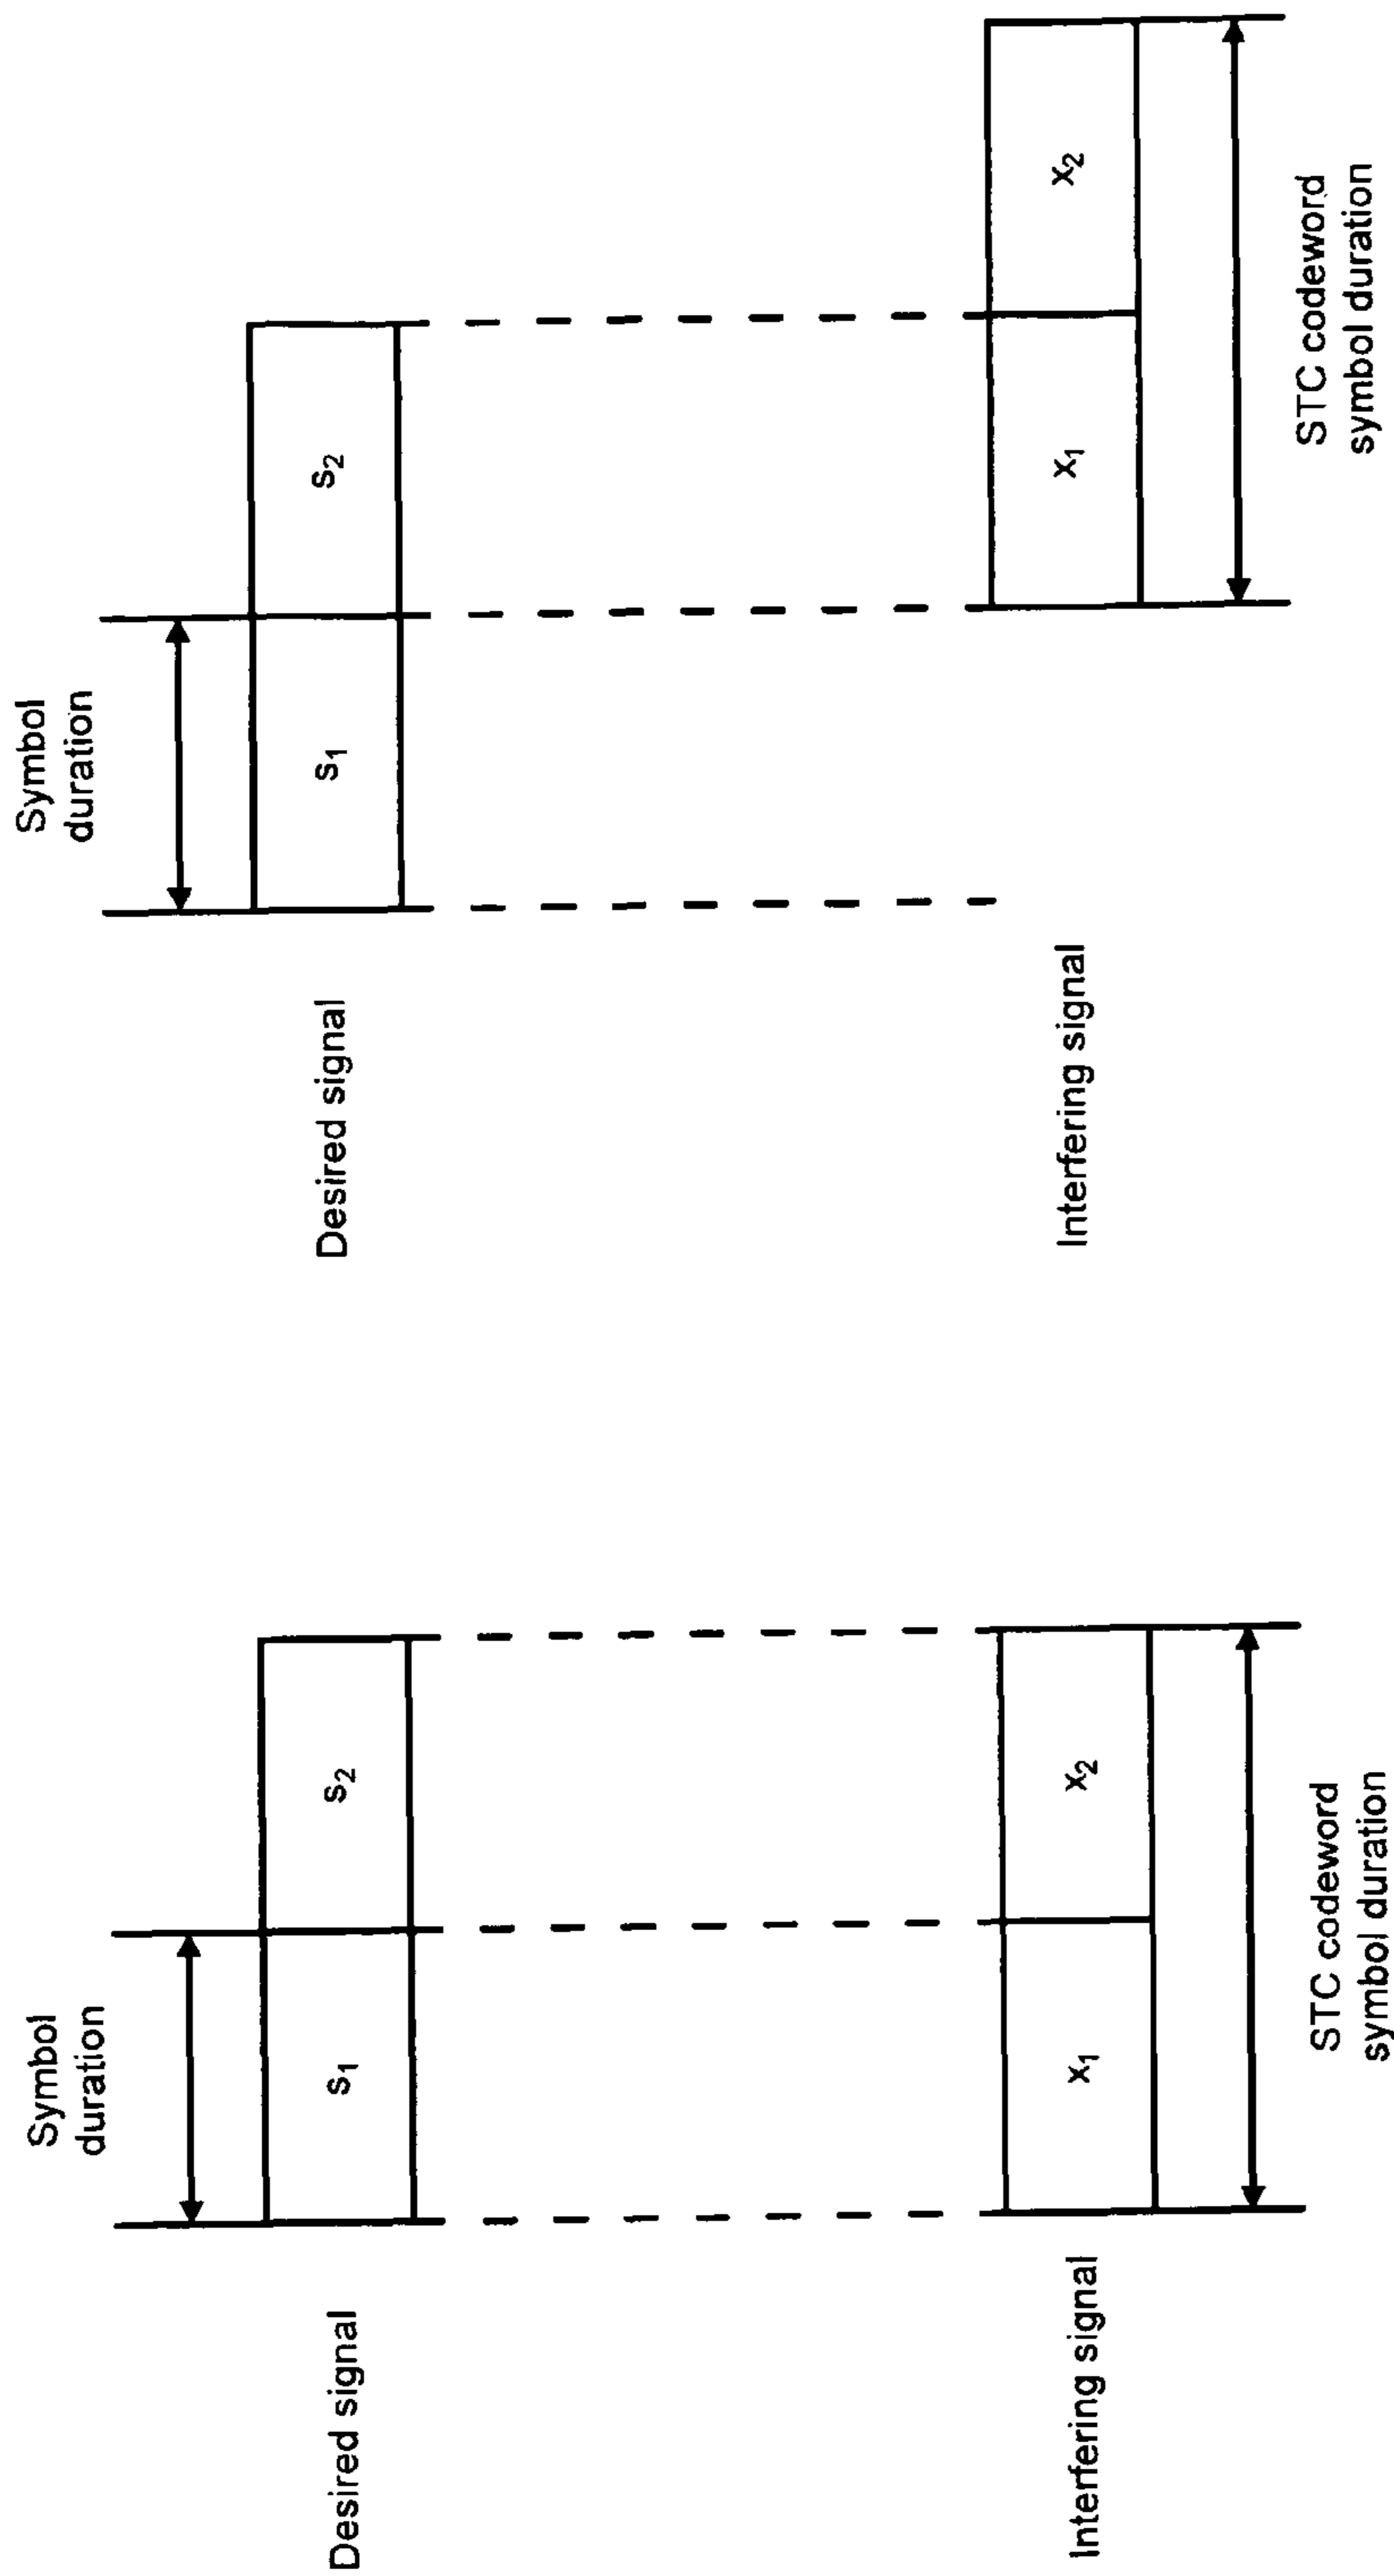 Symbol
duration
Desired signal
s1
s2
Interfering signal
x1
x2
STC codeword
symbol duration
Symbol
duration
Desired signal
s1
s2
Interfering signal
x1
x2
STC codeword
symbol duration